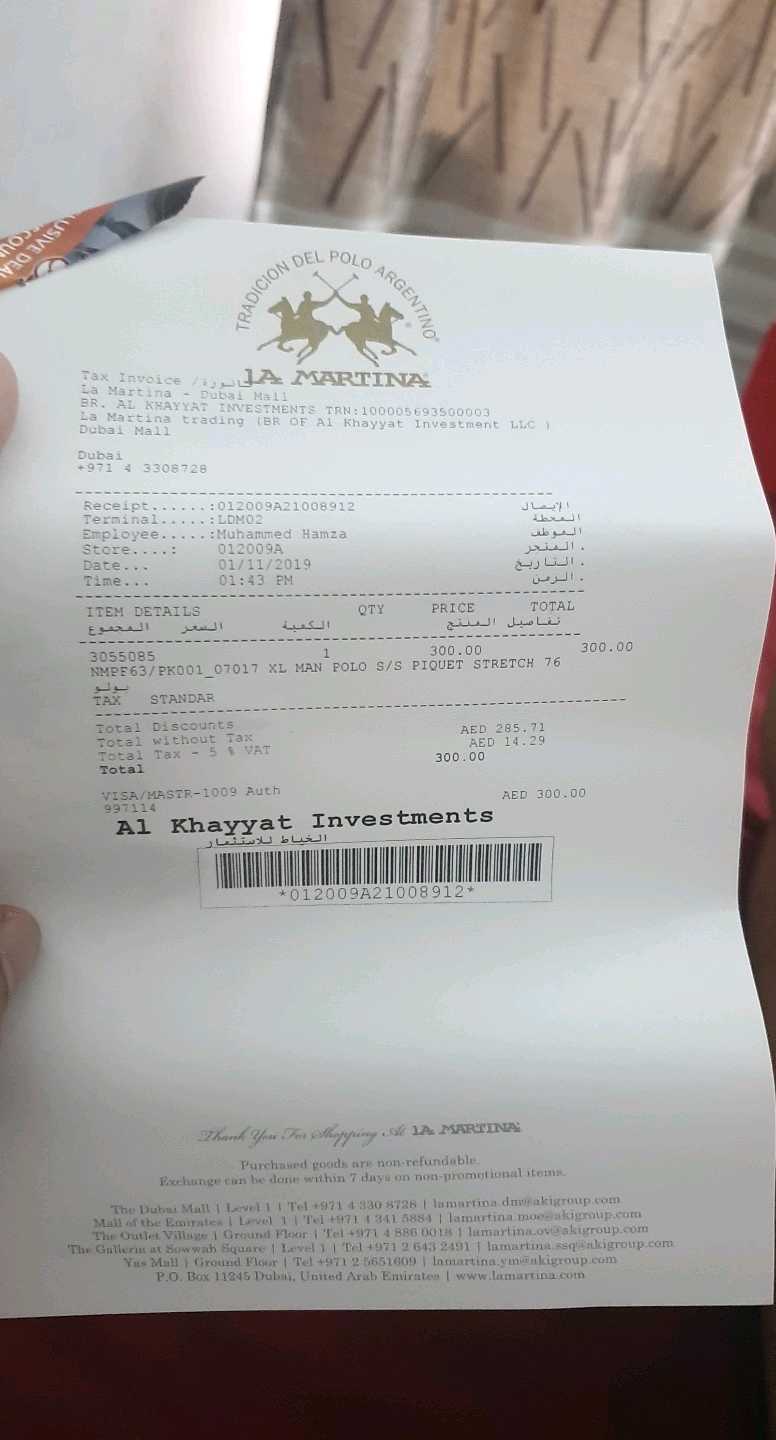 LUSIVE DEA
COU
TRADICION DEL POLO ARGENTINO
LA MARTINA
Tax Invoice / فاتورة
La Martina - Dubai Mall
BR. AL KHAYYAT INVESTMENTS TRN:100005693500003
La Martina trading (BR OF Al Khayyat Investment LLC )
Dubai Mall
Dubai
+971 4 3308728
Receipt......:012009A21008912 الإيصال
Terminal.....:LDM02 المحطة
Employee.....:Muhammed Hamza الموظف
Store....: 012009A المتجر .
Date... 01/11/2019 التاريخ .
Time... 01:43 PM الزمن .
ITEM DETAILS QTY PRICE TOTAL
تفاصيل المنتج الكمية السعر المجموع
3055085 1 300.00 300.00
NMPF63/PK001_07017 XL MAN POLO S/S PIQUET STRETCH 76
بولو
TAX STANDAR
Total Discounts
Total without Tax AED 285.71
Total Tax - 5 % VAT AED 14.29
Total 300.00
VISA/MASTR-1009 Auth AED 300.00
997114
Al Khayyat Investments
الخياط للاستثمار
*012009A21008912*
Thank You For Shopping At LA MARTINA
Purchased goods are non-refundable.
Exchange can be done within 7 days on non-promotional items.
The Dubai Mall | Level 1 | Tel +971 4 330 8728 | lamartina.dm@akigroup.com
Mall of the Emirates | Level 1 | Tel +971 4 341 5884 | lamartina.moe@akigroup.com
The Outlet Village | Ground Floor | Tel +971 4 886 0018 | lamartina.ov@akigroup.com
The Galleria at Sowwah Square | Level 1 | Tel +971 2 643 2491 | lamartina.ssq@akigroup.com
Yas Mall | Ground Floor | Tel +971 2 5651609 | lamartina.ym@akigroup.com
P.O. Box 11245 Dubai, United Arab Emirates | www.lamartina.com